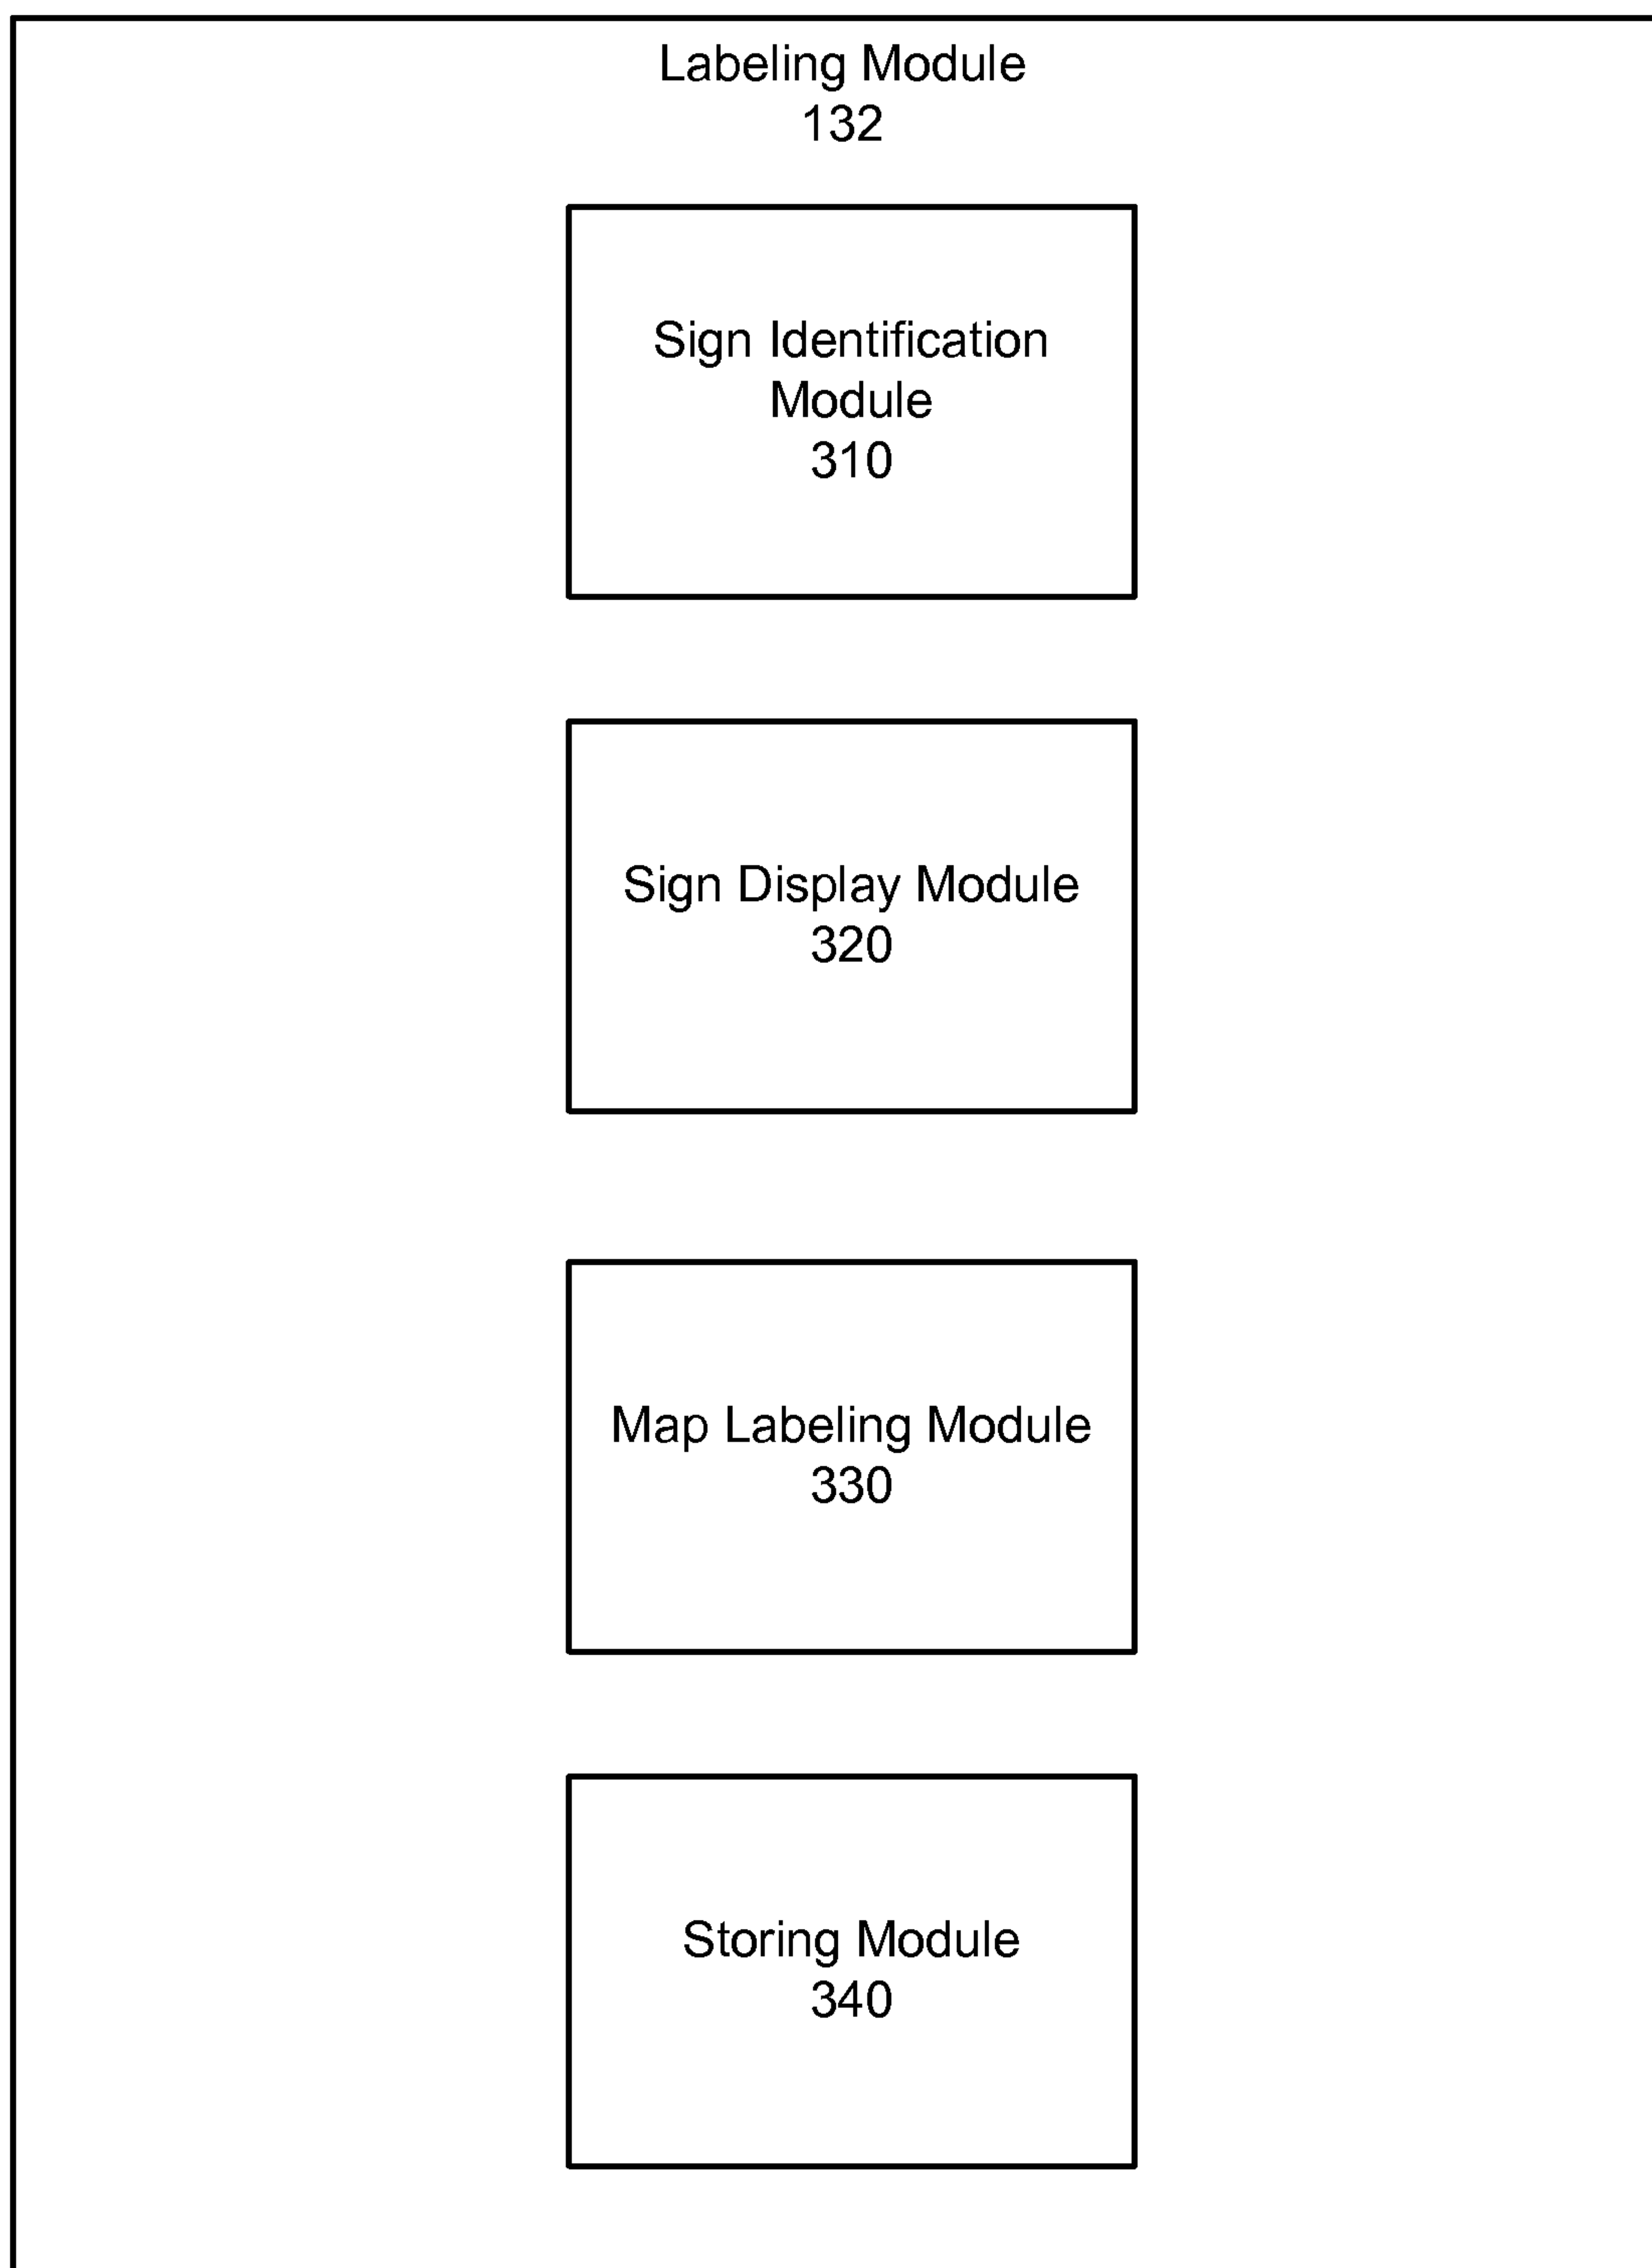 Labeling Module
132
Sign Identification
Module
310
Sign Display Module
320
Map Labeling Module
330
Storing Module
340